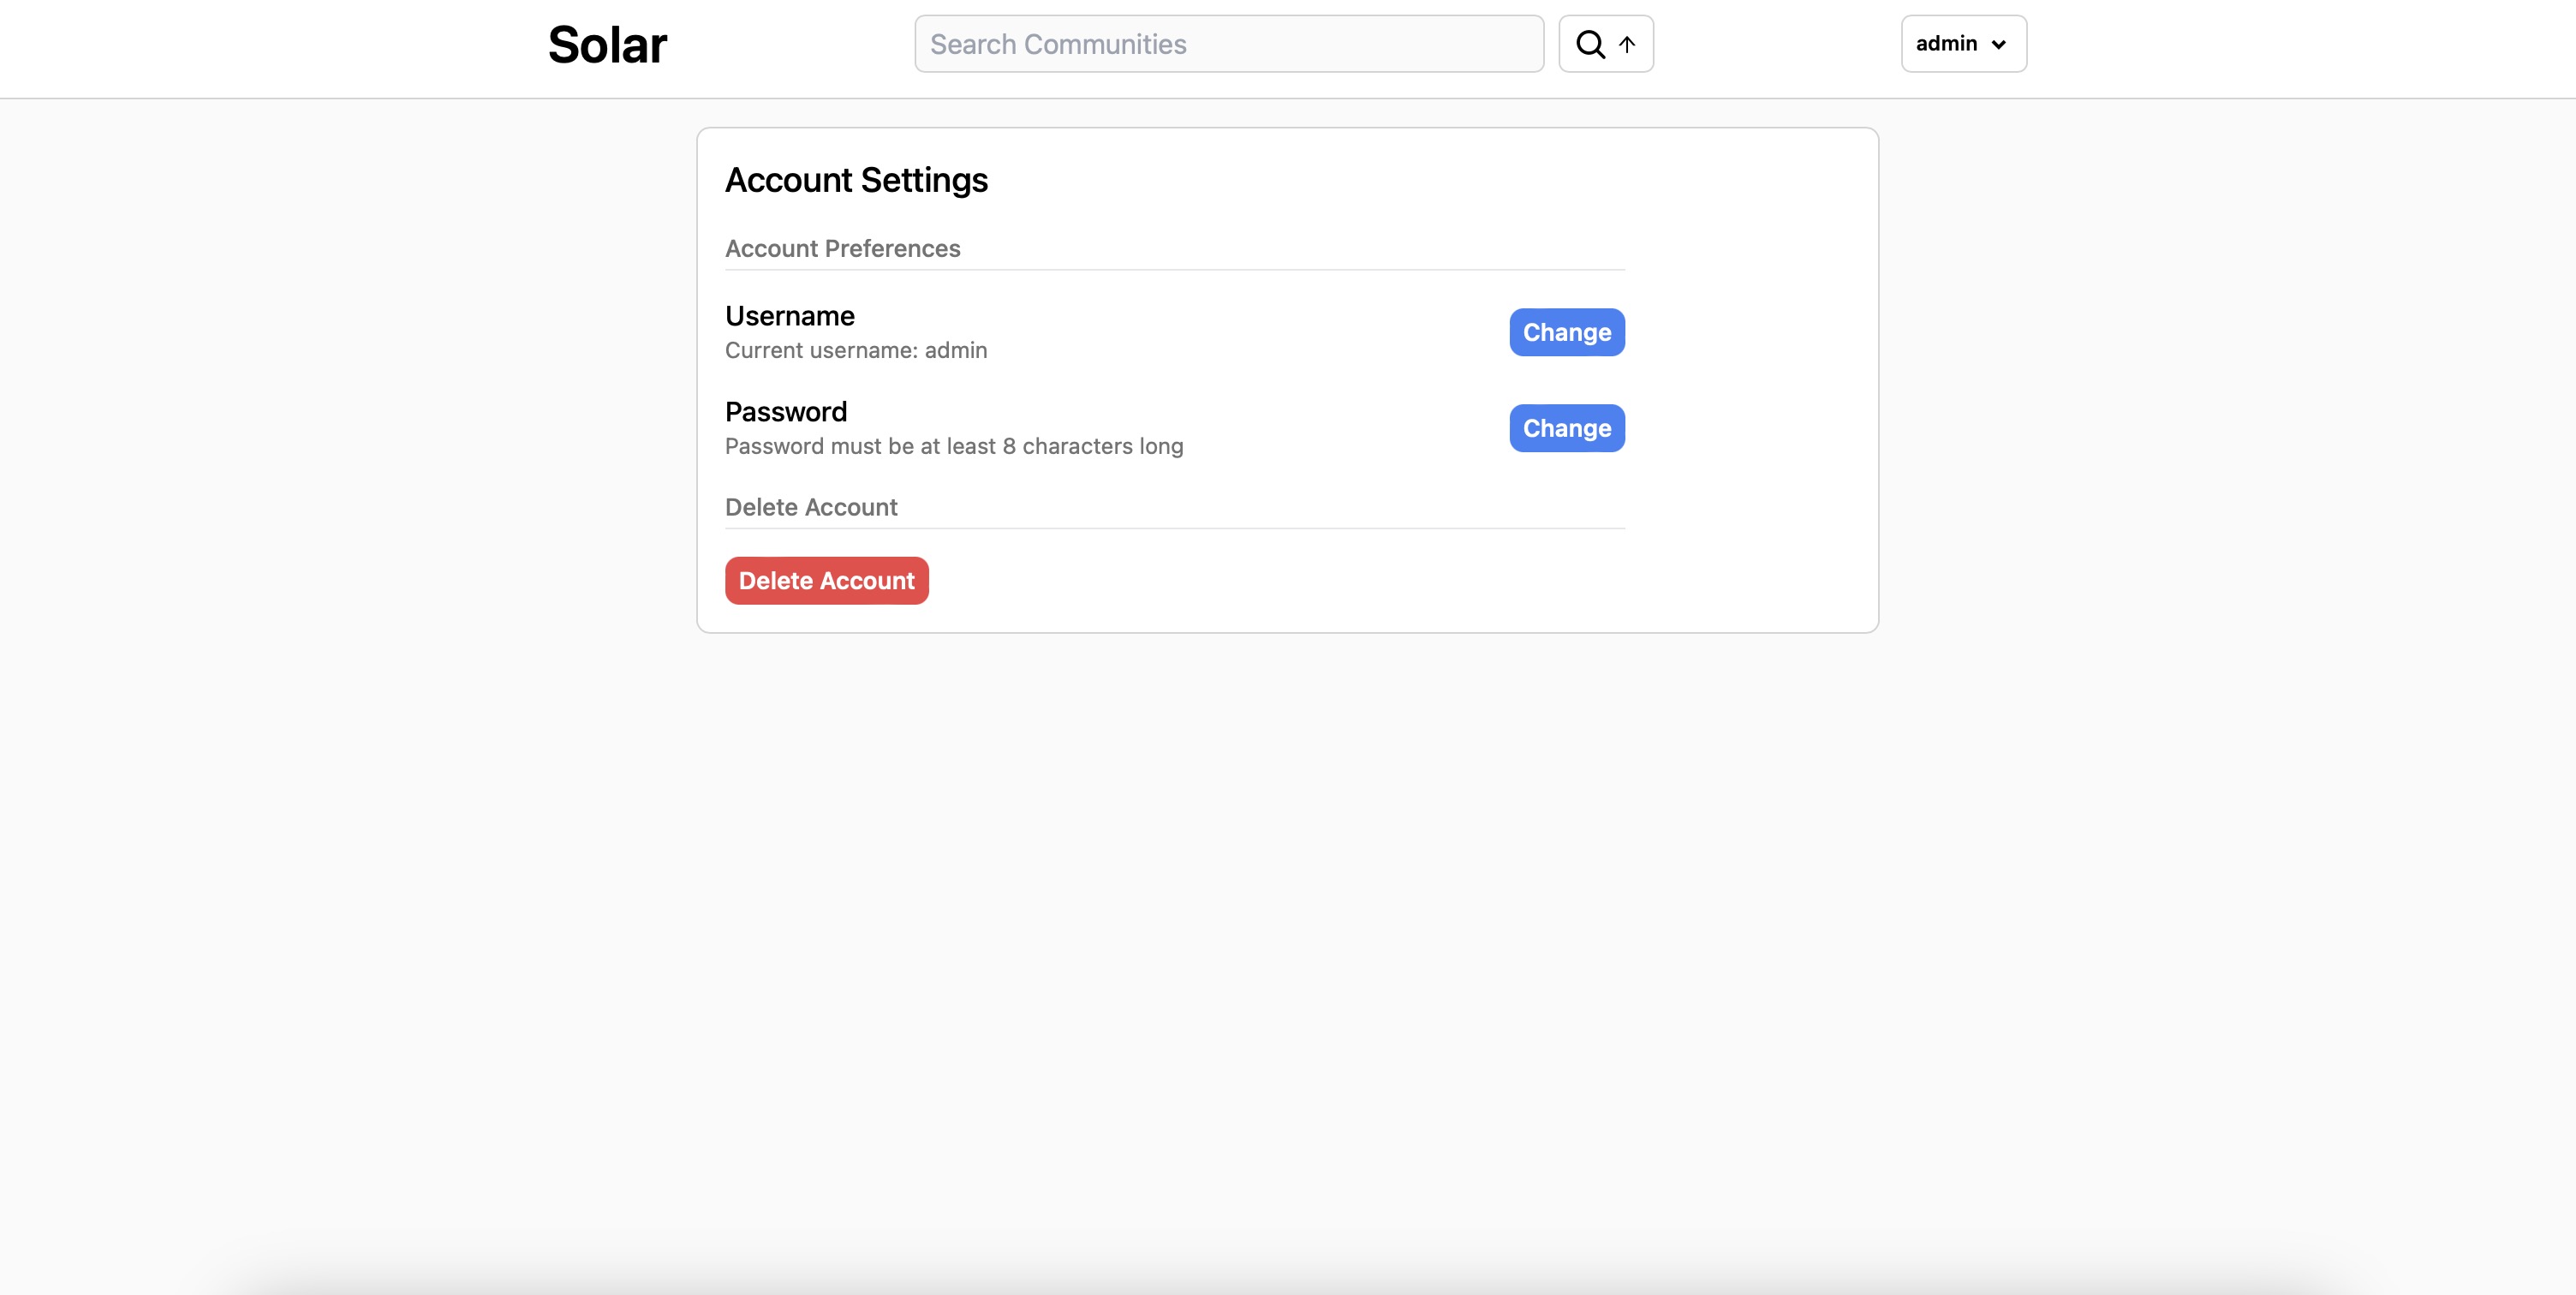 Solar
Search Communities
admin
Account Settings
Account Preferences
Username
Current username: admin
Change
Password
Password must be at least 8 characters long
Change
Delete Account
Delete Account